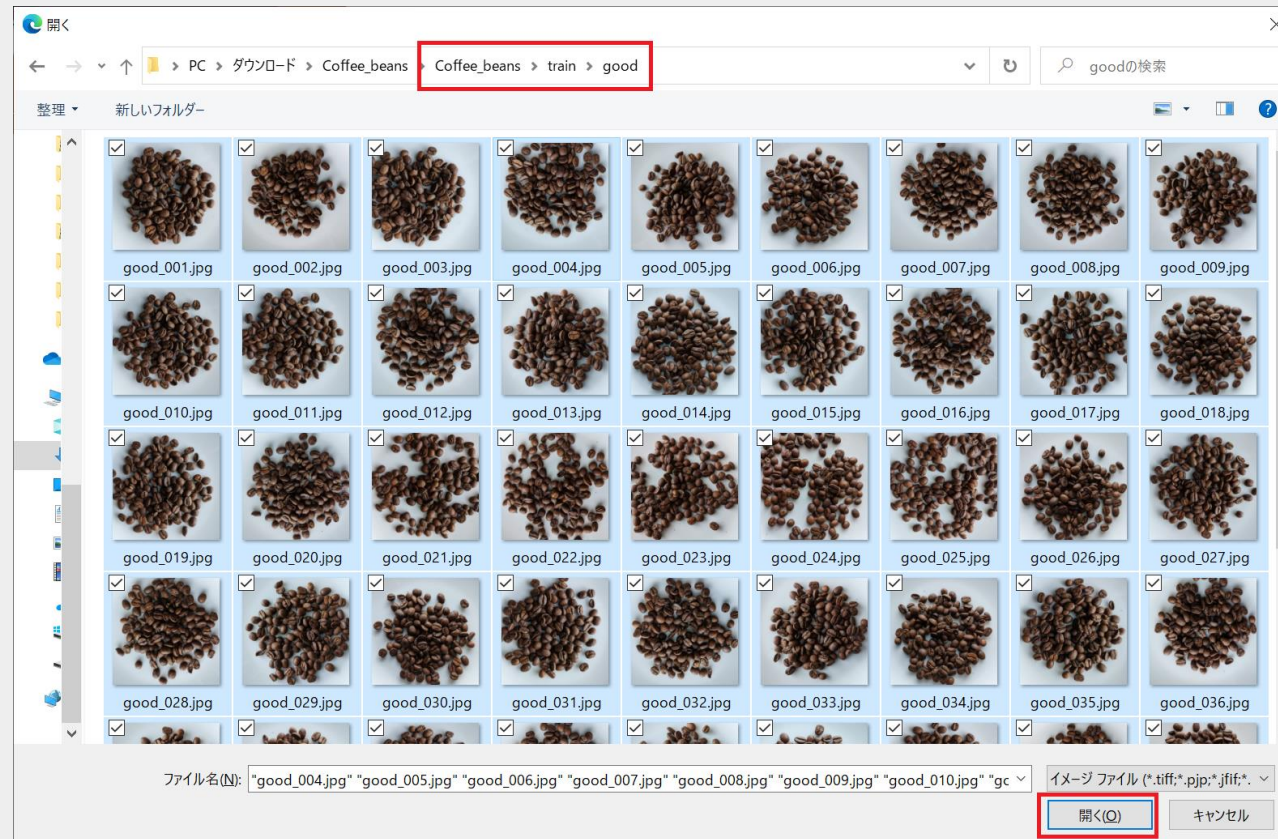 開く
PC > ダウンロード > Coffee_beans > Coffee_beans > train > good
goodの検索
整理
新しいフォルダー
good_001.jpg good_002.jpg good_003.jpg good_004.jpg good_005.jpg good_006.jpg good_007.jpg good_008.jpg good_009.jpg
good_010.jpg good_011.jpg good_012.jpg good_013.jpg good_014.jpg good_015.jpg good_016.jpg good_017.jpg good_018.jpg
good_019.jpg good_020.jpg good_021.jpg good_022.jpg good_023.jpg good_024.jpg good_025.jpg good_026.jpg good_027.jpg
good_028.jpg good_029.jpg good_030.jpg good_031.jpg good_032.jpg good_033.jpg good_034.jpg good_035.jpg good_036.jpg
ファイル名(N): "good_004.jpg" "good_005.jpg" "good_006.jpg" "good_007.jpg" "good_008.jpg" "good_009.jpg" "good_010.jpg" "gc
イメージ ファイル (*.tiff;*.pjp;*.jfif;*.
開く(O)
キャンセル